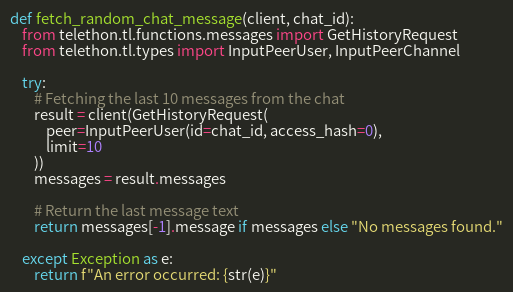 def fetch_random_chat_message(client, chat_id):
from telethon.tl.functions.messages import GetHistoryRequest
from telethon.tl.types import InputPeerUser, InputPeerChannel
try:
# Fetching the last 10 messages from the chat
result = client(GetHistoryRequest(
peer=InputPeerUser(id=chat_id, access_hash=0),
limit=10
))
messages = result.messages
# Return the last message text
return messages[-1].message if messages else "No messages found."
except Exception as e:
return f"An error occurred: {str(e)}"